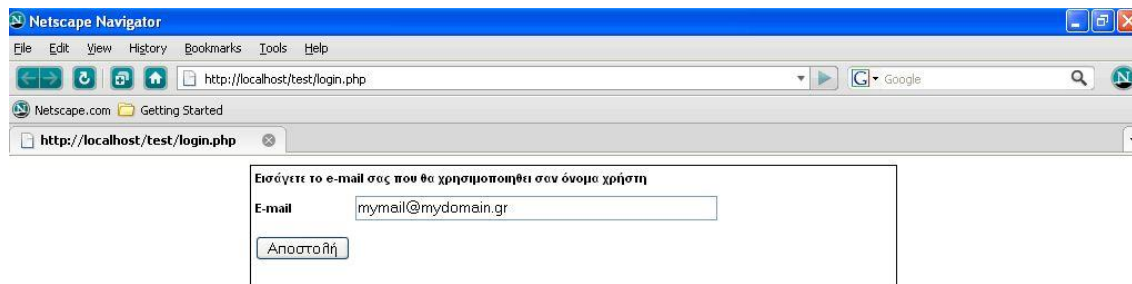 Netscape Navigator
File Edit View History Bookmarks Tools Help
http://localhost/test/login.php
G Google
Netscape.com Getting Started
http://localhost/test/login.php
Εισάγετε το e-mail σας που θα χρησιμοποιηθει σαν όνομα χρήστη
E-mail mymail@mydomain.gr
Αποστολή